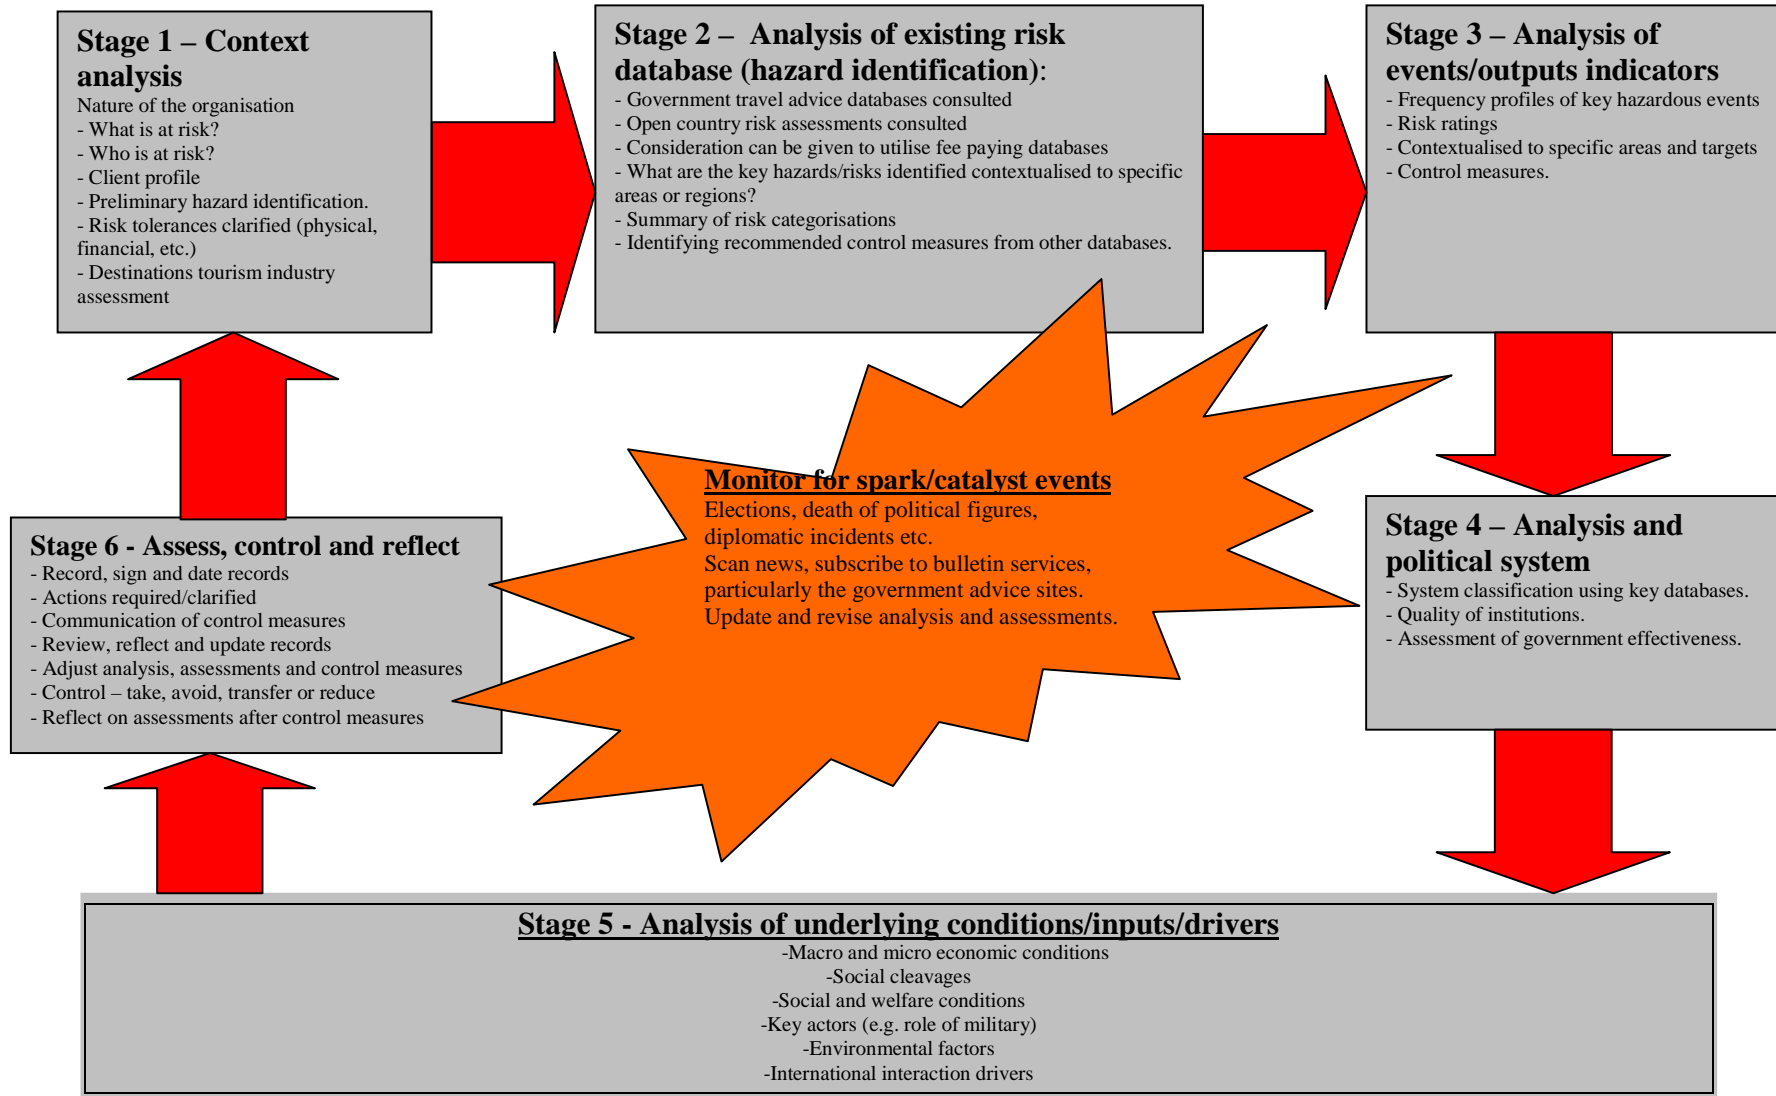 Stage 1 – Context
analysis
Nature of the organisation
- What is at risk?
- Who is at risk?
- Client profile
- Preliminary hazard identification.
- Risk tolerances clarified (physical,
financial, etc.)
- Destinations tourism industry
assessment
Stage 2 –  Analysis of existing risk
database (hazard identification):
- Government travel advice databases consulted
- Open country risk assessments consulted
- Consideration can be given to utilise fee paying databases
- What are the key hazards/risks identified contextualised to specific
areas or regions?
- Summary of risk categorisations
- Identifying recommended control measures from other databases.
Stage 3 – Analysis of
events/outputs indicators
- Frequency profiles of key hazardous events
- Risk ratings
- Contextualised to specific areas and targets
- Control measures.
Monitor for spark/catalyst events
Elections, death of political figures,
diplomatic incidents etc.
Scan news, subscribe to bulletin services,
particularly the government advice sites.
Update and revise analysis and assessments.
Stage 4 – Analysis and
political system
- System classification using key databases.
- Quality of institutions.
- Assessment of government effectiveness.
Stage 6 - Assess, control and reflect
- Record, sign and date records
- Actions required/clarified
- Communication of control measures
- Review, reflect and update records
- Adjust analysis, assessments and control measures
- Control – take, avoid, transfer or reduce
- Reflect on assessments after control measures
Stage 5 - Analysis of underlying conditions/inputs/drivers
-Macro and micro economic conditions
-Social cleavages
-Social and welfare conditions
-Key actors (e.g. role of military)
-Environmental factors
-International interaction drivers